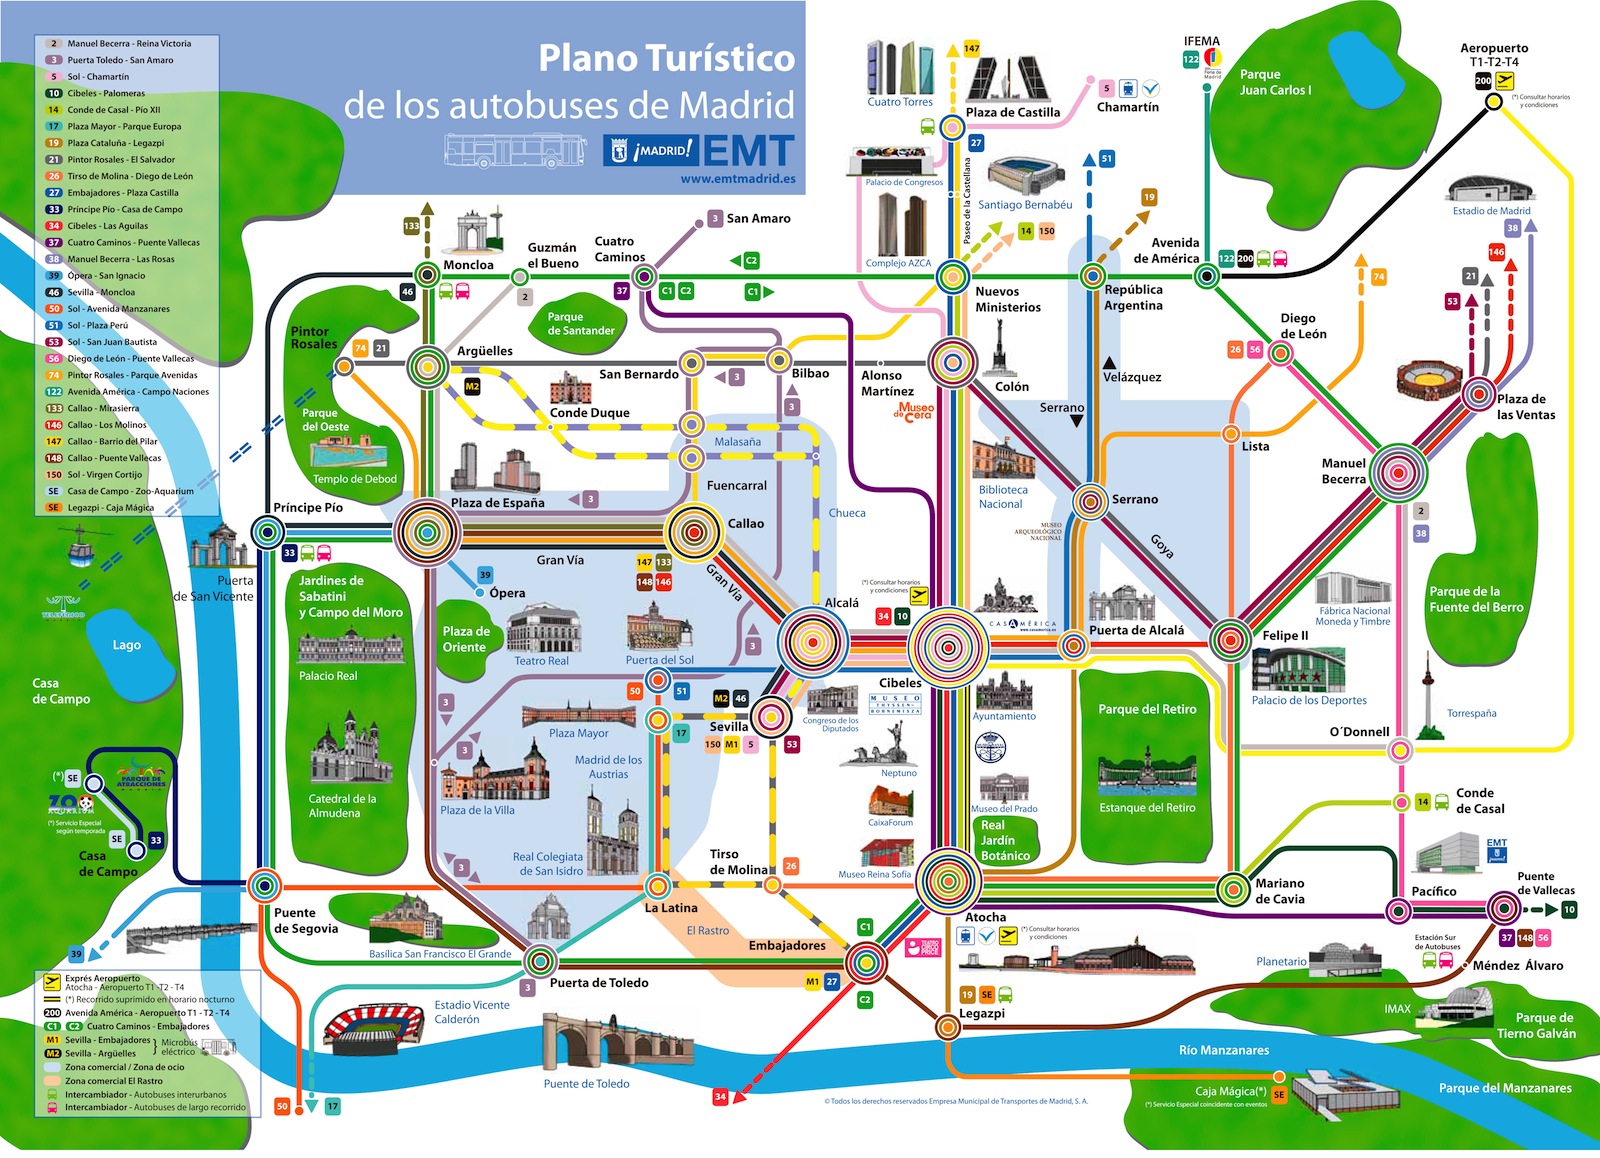 Plano Turístico
de los autobuses de Madrid
¡MADRID!
EMT
www.emtmadrid.es
2 Manuel Becerra - Reina Victoria
3 Puerta Toledo - San Amaro
5 Sol - Chamartín
10 Cibeles - Palomeras
14 Conde de Casal - Pío XII
17 Plaza Mayor - Parque Europa
19 Plaza Cataluña - Legazpi
21 Pintor Rosales - El Salvador
26 Tirso de Molina - Diego de León
27 Embajadores - Plaza Castilla
33 Príncipe Pío - Casa de Campo
34 Cibeles - Las Aguilas
37 Cuatro Caminos - Puente Vallecas
38 Manuel Becerra - Las Rosas
39 Ópera - San Ignacio
46 Sevilla - Moncloa
50 Sol - Avenida Manzanares
51 Sol - Plaza Perú
53 Sol - San Juan Bautista
56 Diego de León - Puente Vallecas
74 Pintor Rosales - Parque Avenidas
122 Avenida América - Campo Naciones
133 Callao - Mirasierra
146 Callao - Los Molinos
147 Callao - Barrio del Pilar
148 Callao - Puente Vallecas
150 Sol - Virgen Cortijo
SE Casa de Campo - Zoo-Aquarium
SE Legazpi - Caja Mágica
147
Cuatro Torres
Plaza de Castilla
5
Chamartín
27
Palacio de Congresos
Paseo de la Castellana
Santiago Bernabéu
14 150
Complejo AZCA
51
19
IFEMA
122
Parque
Juan Carlos I
Aeropuerto
T1-T2-T4
200
(*) Consultar horarios
y condiciones
Estadio de Madrid
38
146
21
53
74
Avenida
de América
122 200
133
Moncloa
46
Guzmán
el Bueno
2
Cuatro
Caminos
37 C1 C2
3 San Amaro
C2
C1
Nuevos
Ministerios
República
Argentina
Diego
de León
26 56
Plaza de
las Ventas
Pintor
Rosales
74 21
Argüelles
M2
Parque
de Santander
San Bernardo
3
Bilbao
3
Alonso
Martínez
Museo
de Cera
Colón
Velázquez
Serrano
Conde Duque
Malasaña
Fuencarral
Chueca
Parque
del Oeste
Templo de Debod
Lista
Manuel
Becerra
2
38
Biblioteca
Nacional
MUSEO
ARQUEOLÓGICO
NACIONAL
Serrano
Goya
Príncipe Pío
33
Puerta
de San Vicente
TELEFÉRICO
Plaza de España
3
Gran Vía
Callao
147 133
148 146
Gran Vía
39
Ópera
Plaza de
Oriente
Teatro Real
Puerta del Sol
3
Alcalá
(*) Consultar horarios
y condiciones
34 10
CASAMÉRICA
www.casamerica.es
Puerta de Alcalá
Felipe II
Palacio de los Deportes
Fábrica Nacional
Moneda y Timbre
Parque de la
Fuente del Berro
Torrespaña
O´Donnell
Jardines de
Sabatini
y Campo del Moro
Palacio Real
Catedral de la
Almudena
Lago
Casa
de Campo
50 51
3
Plaza Mayor
17
3
Plaza de la Villa
Madrid de los
Austrias
M2 46
Sevilla
150 M1 5
53
Congreso de los
Diputados
Cibeles
MUSEO
THYSSEN-
BORNEMISZA
Ayuntamiento
Neptuno
Museo del Prado
CaixaForum
Museo Reina Sofía
Real
Jardín
Botánico
Parque del Retiro
Estanque del Retiro
14
Conde
de Casal
EMT
(*) SE
PARQUE DE
ATRACCIONES
MADRID
ZOO
AQUARIUM
(*) Servicio Especial
según temporada
SE 33
Casa
de Campo
3
Real Colegiata
de San Isidro
Tirso
de Molina
26
La Latina
El Rastro
Puente
de Segovia
39
Basílica San Francisco El Grande
3
Puerta de Toledo
Embajadores
C1
M1 27
C2
TEATRO
CIRCO
PRICE
Atocha
(*) Consultar horarios
y condiciones
Mariano
de Cavia
Pacífico
Puente
de Vallecas
10
37 148 56
Estación Sur
de Autobuses
Méndez Álvaro
Planetario
IMAX
Parque de
Tierno Galván
19 SE
Legazpi
Río Manzanares
Caja Mágica(*)
SE
(*) Servicio Especial coincidente con eventos
Parque del Manzanares
Estadio Vicente
Calderón
Puente de Toledo
34
50 17
Exprés Aeropuerto
Atocha - Aeropuerto T1 -T2 - T4
(*) Recorrido suprimido en horario nocturno
200 Avenida América - Aeropuerto T1 - T2 - T4
C1 C2 Cuatro Caminos - Embajadores
M1 Sevilla - Embajadores
M2 Sevilla - Argüelles
Microbús
eléctrico
Zona comercial / Zona de ocio
Zona comercial El Rastro
Intercambiador - Autobuses interurbanos
Intercambiador - Autobuses de largo recorrido
© Todos los derechos reservados Empresa Municipal de Transportes de Madrid, S. A.